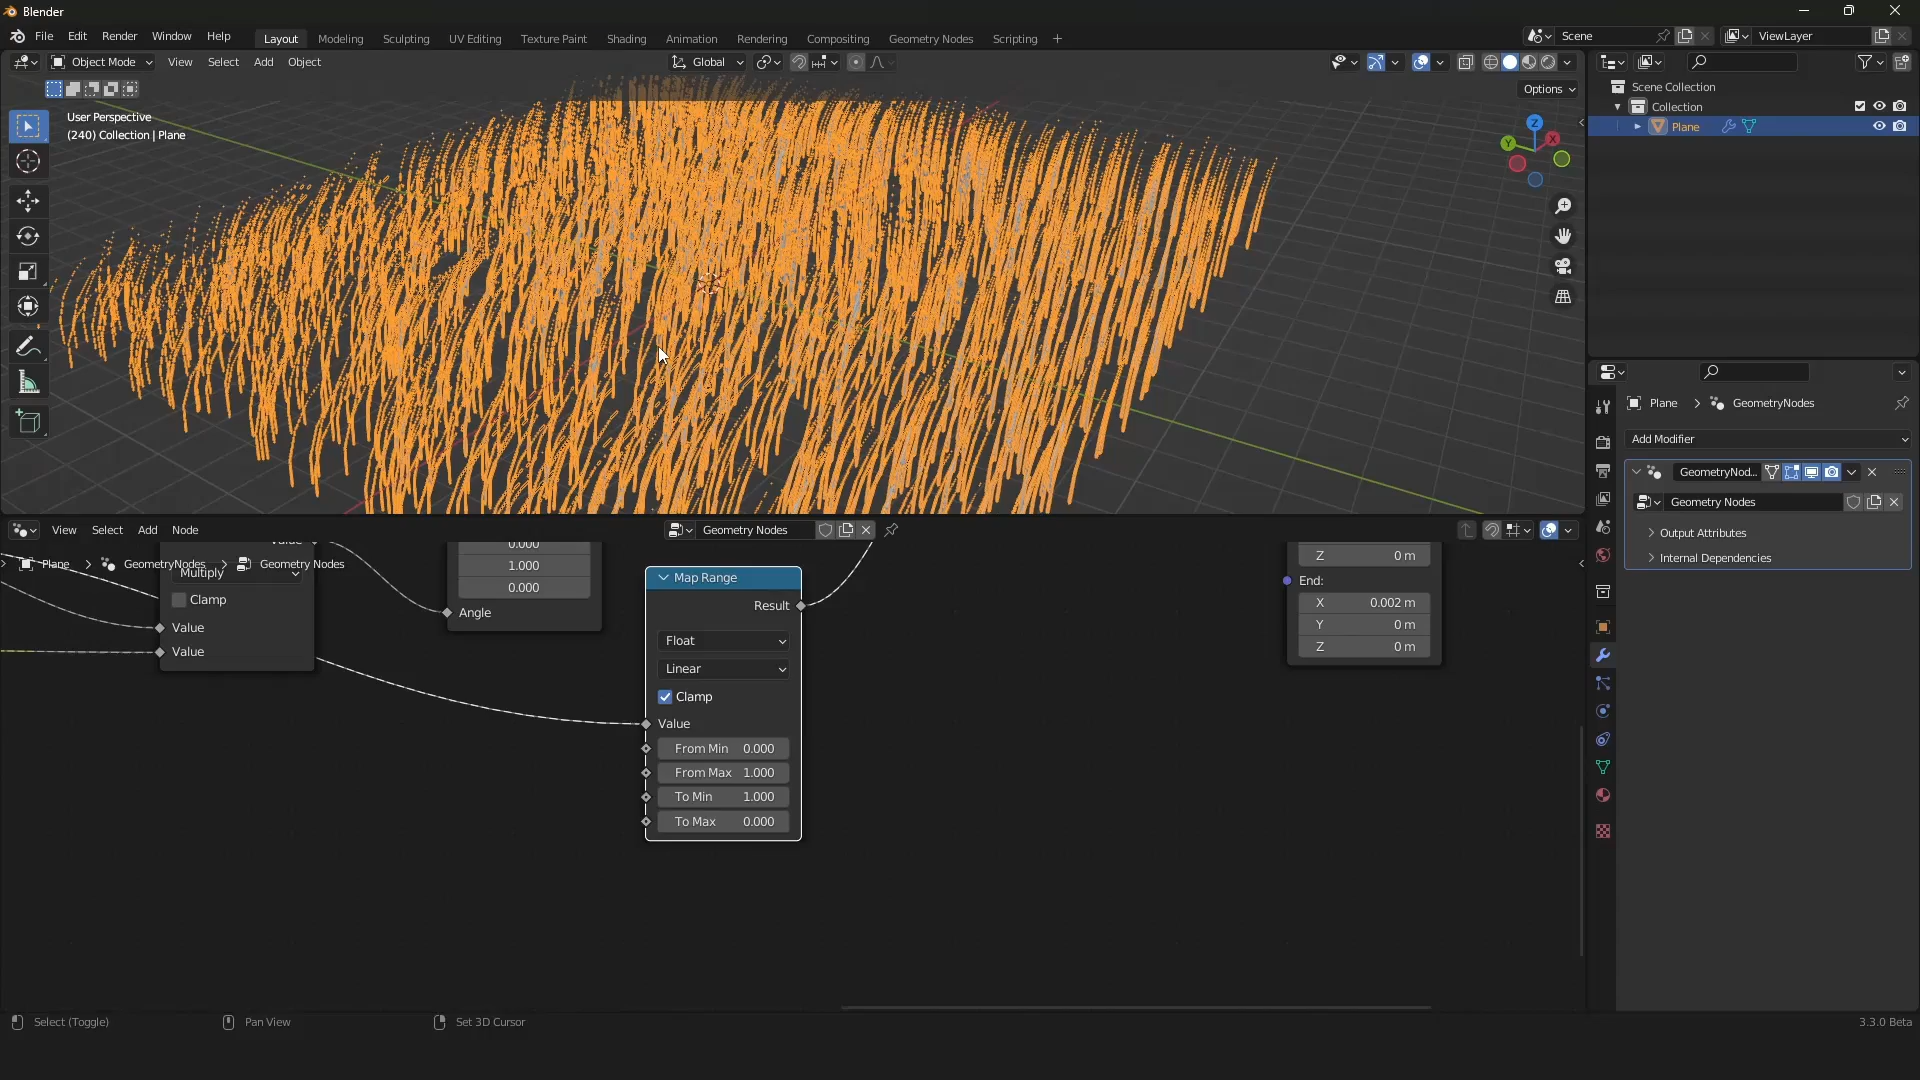 Blender
File Edit Render Window Help Layout Modeling Sculpting UV Editing Texture Paint Shading Animation Rendering Compositing Geometry Nodes Scripting Scene ViewLayer
Object Mode View Select Add Object Global
Options
User Perspective
(240) Collection | Plane
Z
Y
X
Scene Collection
Collection
Plane
Plane GeometryNodes
Add Modifier
GeometryNod...
Geometry Nodes
Output Attributes
Internal Dependencies
View Select Add Node Geometry Nodes
Plane GeometryNodes Geometry Nodes
Value
Multiply
Clamp
Value
Value
0.000
1.000
0.000
Angle
Map Range
Result
Float
Linear
Clamp
Value
From Min 0.000
From Max 1.000
To Min 1.000
To Max 0.000
Z 0 m
End:
X 0.002 m
Y 0 m
Z 0 m
Select (Toggle) Pan View Set 3D Cursor 3.3.0 Beta